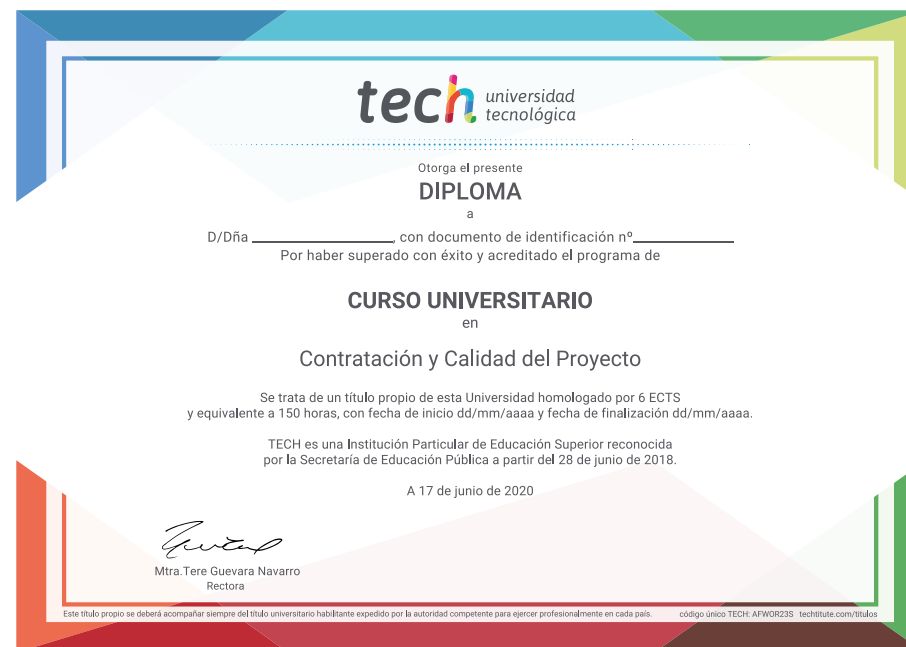 tech universidad
tecnológica
Otorga el presente
DIPLOMA
a
D/Dña ____________________, con documento de identificación nº______________
Por haber superado con éxito y acreditado el programa de
CURSO UNIVERSITARIO
en
Contratación y Calidad del Proyecto
Se trata de un título propio de esta Universidad homologado por 6 ECTS
y equivalente a 150 horas, con fecha de inicio dd/mm/aaaa y fecha de finalización dd/mm/aaaa.
TECH es una Institución Particular de Educación Superior reconocida
por la Secretaría de Educación Pública a partir del 28 de junio de 2018.
A 17 de junio de 2020
Mtra.Tere Guevara Navarro
Rectora
Este título propio se deberá acompañar siempre del título universitario habilitante expedido por la autoridad competente para ejercer profesionalmente en cada país. código único TECH: AFWOR23S techtitute.com/titulos